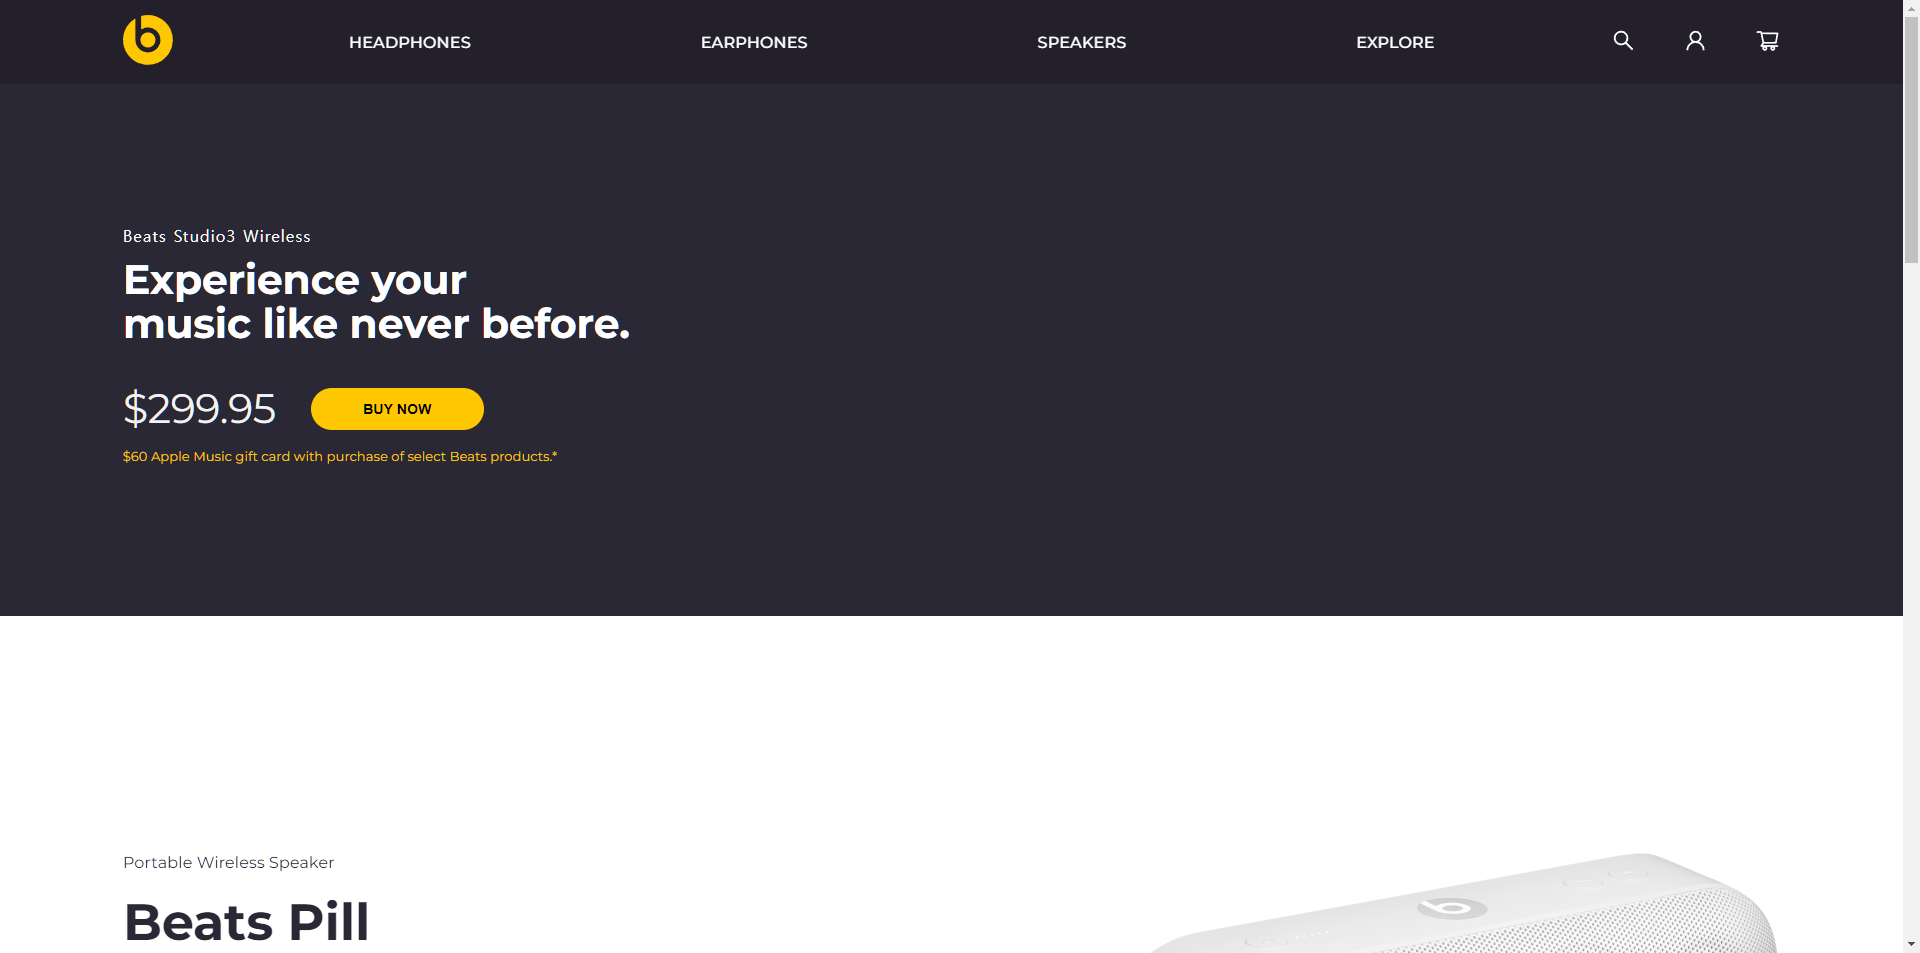 HEADPHONES
EARPHONES
SPEAKERS
EXPLORE
Beats Studio3 Wireless
Experience your
music like never before.
$299.95
BUY NOW
$60 Apple Music gift card with purchase of select Beats products.*
Portable Wireless Speaker
Beats Pill